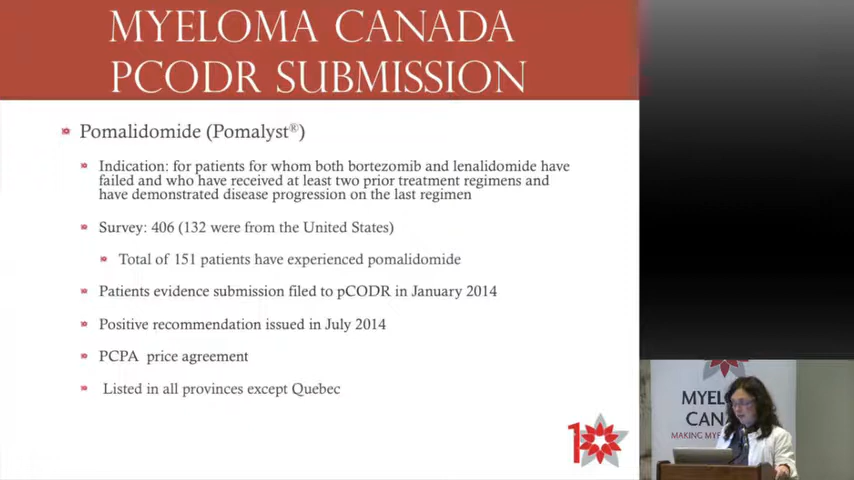 MYELOMA CANADA
PCODR SUBMISSION
Pomalidomide (Pomalyst®)
Indication: for patients for whom both bortezomib and lenalidomide have
failed and who have received at least two prior treatment regimens and
have demonstrated disease progression on the last regimen
Survey: 406 (132 were from the United States)
Total of 151 patients have experienced pomalidomide
Patients evidence submission filed to pCODR in January 2014
Positive recommendation issued in July 2014
PCPA price agreement
Listed in all provinces except Quebec
10
MYEL
CAN
MAKING MY